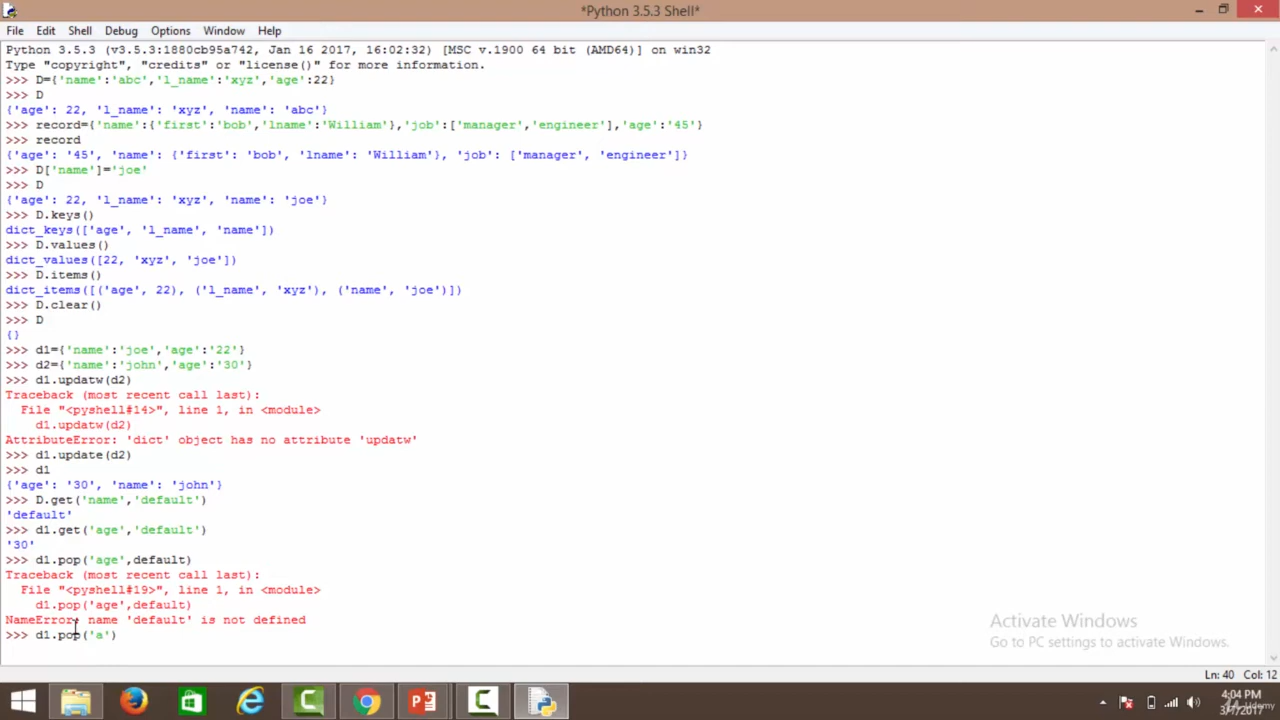 *Python 3.5.3 Shell*
File Edit Shell Debug Options Window Help
Python 3.5.3 (v3.5.3:1880cb95a742, Jan 16 2017, 16:02:32) [MSC v.1900 64 bit (AMD64)] on win32
Type "copyright", "credits" or "license()" for more information.
>>> D={'name':'abc','l_name':'xyz','age':22}
>>> D
{'age': 22, 'l_name': 'xyz', 'name': 'abc'}
>>> record={'name':{'first':'bob','lname':'William'},'job':['manager','engineer'],'age':'45'}
>>> record
{'age': '45', 'name': {'first': 'bob', 'lname': 'William'}, 'job': ['manager', 'engineer']}
>>> D['name']='joe'
>>> D
{'age': 22, 'l_name': 'xyz', 'name': 'joe'}
>>> D.keys()
dict_keys(['age', 'l_name', 'name'])
>>> D.values()
dict_values([22, 'xyz', 'joe'])
>>> D.items()
dict_items([('age', 22), ('l_name', 'xyz'), ('name', 'joe')])
>>> D.clear()
>>> D
{}
>>> d1={'name':'joe','age':'22'}
>>> d2={'name':'john','age':'30'}
>>> d1.updatw(d2)
Traceback (most recent call last):
File "<pyshell#14>", line 1, in <module>
d1.updatw(d2)
AttributeError: 'dict' object has no attribute 'updatw'
>>> d1.update(d2)
>>> d1
{'age': '30', 'name': 'john'}
>>> D.get('name','default')
'default'
>>> d1.get('age','default')
'30'
>>> d1.pop('age',default)
Traceback (most recent call last):
File "<pyshell#19>", line 1, in <module>
d1.pop('age',default)
NameError: name 'default' is not defined
>>> d1.pop('a')
Activate Windows
Go to PC settings to activate Windows.
Ln: 40 Col: 12
4:04 PM
3/7/2017
Udemy